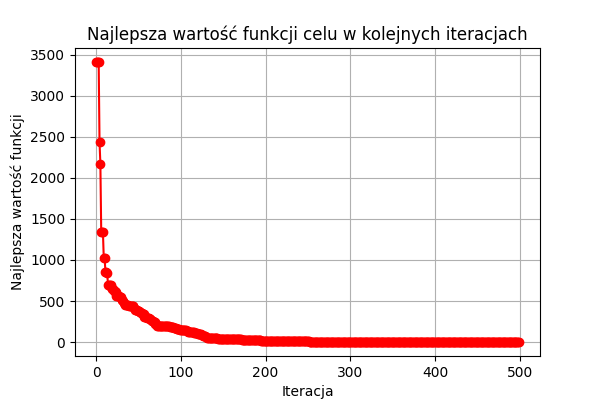 Najlepsza wartość funkcji celu w kolejnych iteracjach
3500
3000
2500
2000
1500
1000
500
0
Najlepsza wartość funkcji
0 100 200 300 400 500
Iteracja